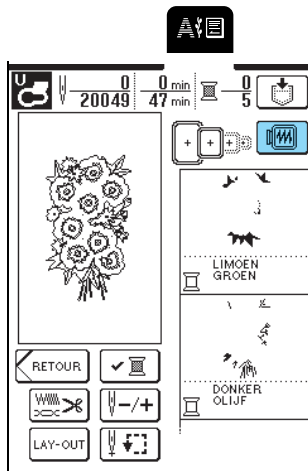 A
0 0 min 0
20049 47 min 5
LIMOEN
GROEN
RETOUR
DONKER
OLIJF
-/+
LAY-OUT